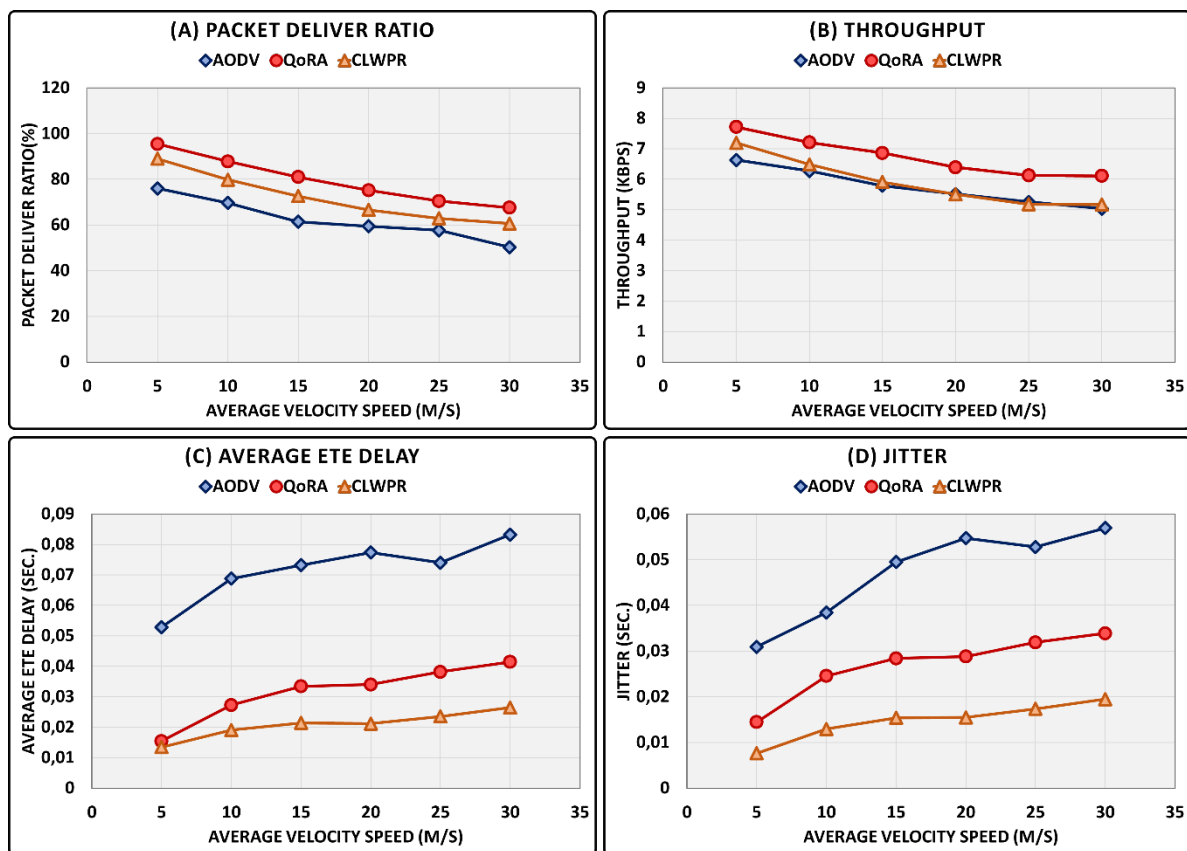 (A) PACKET DELIVER RATIO
AODV QoRA CLWPR
PACKET DELIVER RATIO(%)
120
100
80
60
40
20
0
0 5 10 15 20 25 30 35
AVERAGE VELOCITY SPEED (M/S)
(B) THROUGHPUT
AODV QoRA CLWPR
THROUGHPUT (KBPS)
9
8
7
6
5
4
3
2
1
0
0 5 10 15 20 25 30 35
AVERAGE VELOCITY SPEED (M/S)
(C) AVERAGE ETE DELAY
AODV QoRA CLWPR
AVERAGE ETE DELAY (SEC.)
0,09
0,08
0,07
0,06
0,05
0,04
0,03
0,02
0,01
0
0 5 10 15 20 25 30 35
AVERAGE VELOCITY SPEED (M/S)
(D) JITTER
AODV QoRA CLWPR
JITTER (SEC.)
0,06
0,05
0,04
0,03
0,02
0,01
0
0 5 10 15 20 25 30 35
AVERAGE VELOCITY SPEED (M/S)